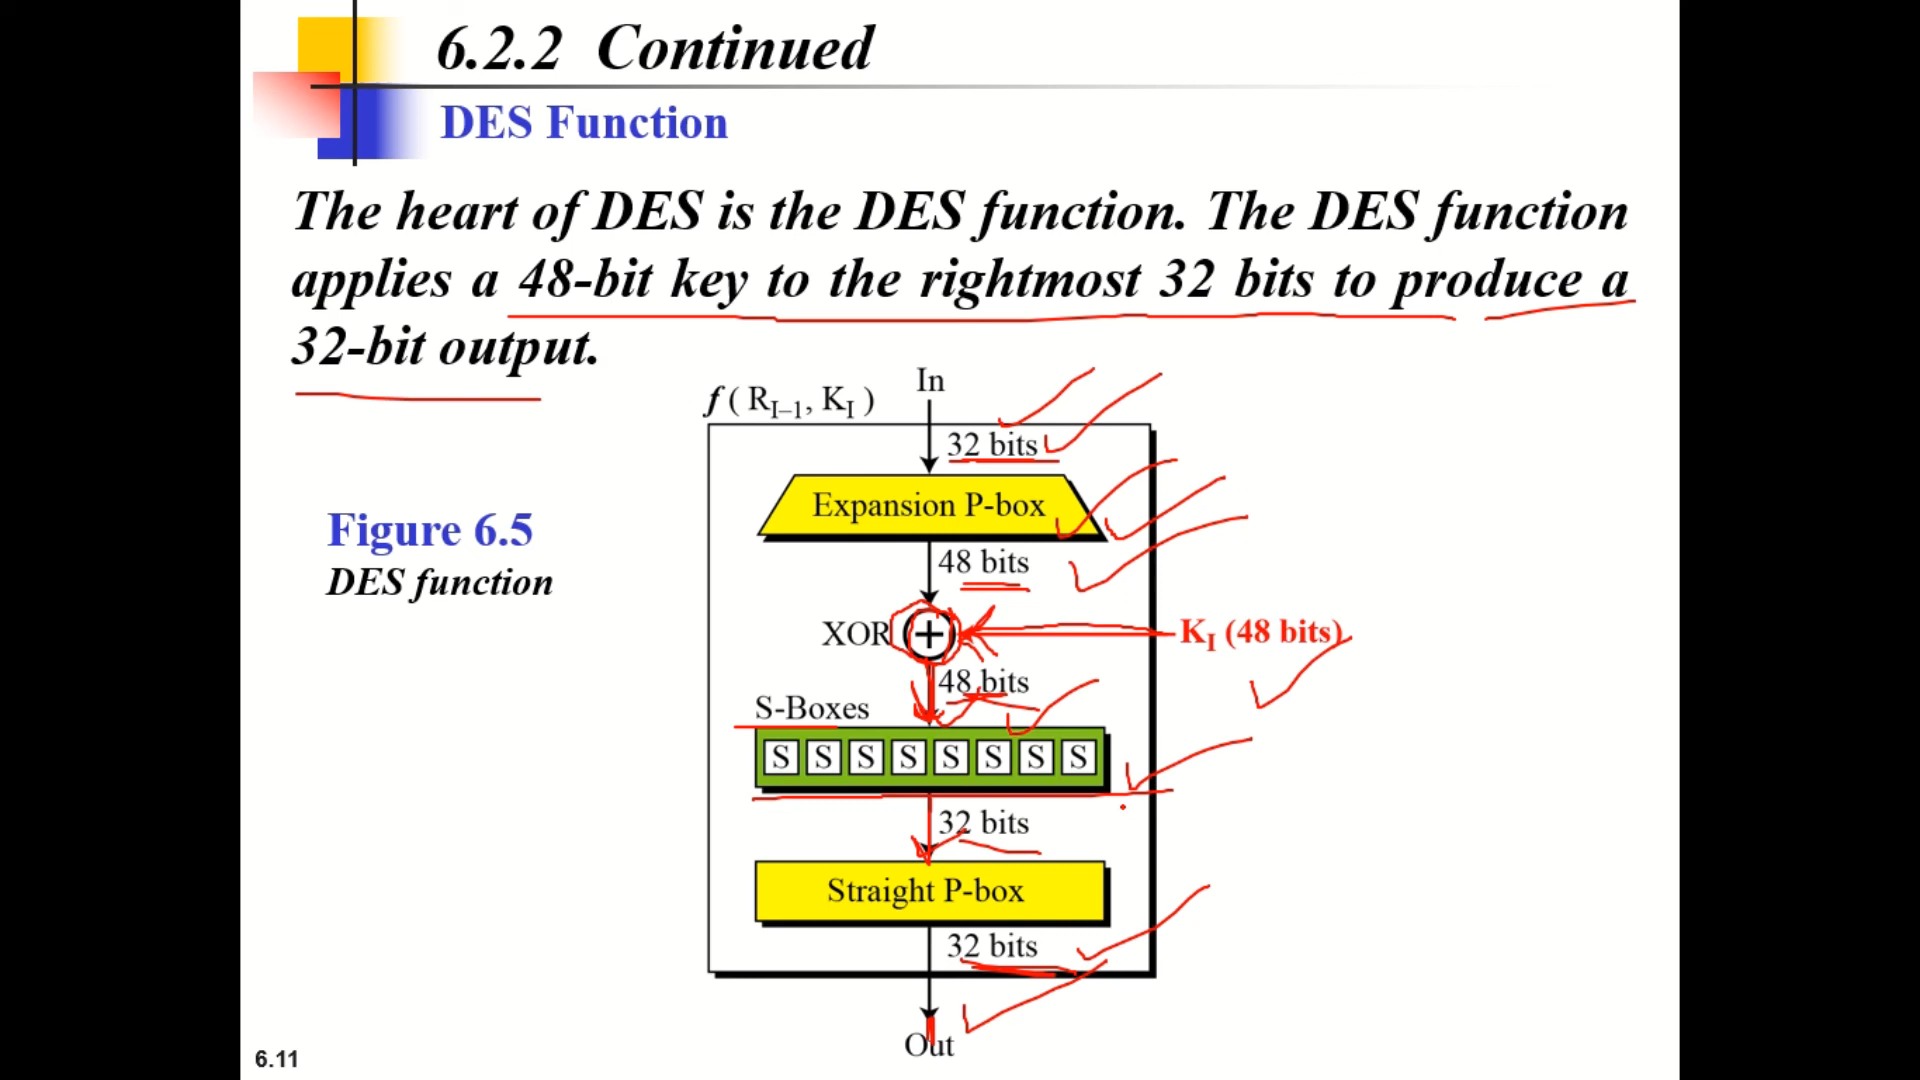 6.2.2 Continued
DES Function
The heart of DES is the DES function. The DES function
applies a 48-bit key to the rightmost 32 bits to produce a
32-bit output.
In
f ( RI–1, KI )
32 bits
Expansion P-box
Figure 6.5
DES function
48 bits
XOR
KI (48 bits)
48 bits
S-Boxes
S S S S S S S S
32 bits
Straight P-box
32 bits
Out
6.11